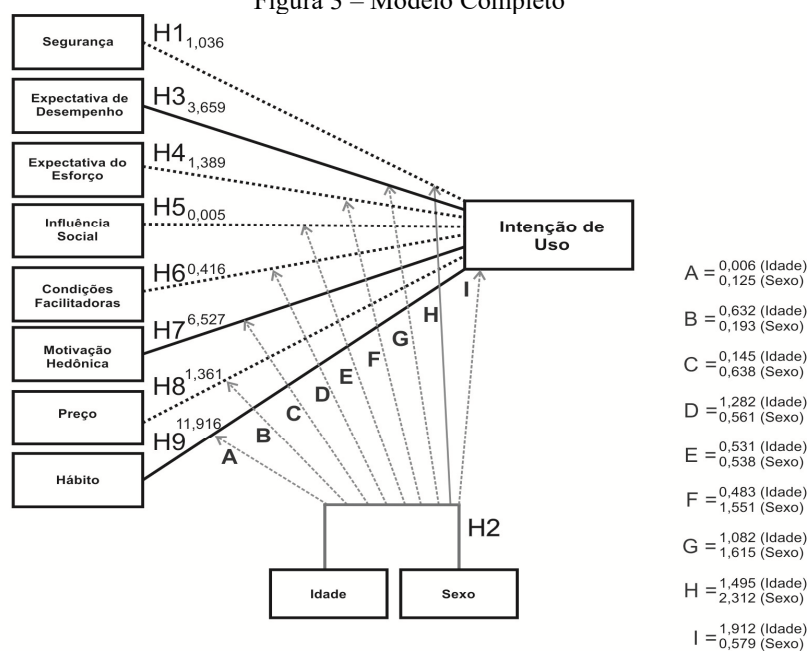 Figura 3 – Modelo Completo
Segurança
H1 1,036
Expectativa de
Desempenho
H3 3,659
Expectativa do
Esforço
H4 1,389
Influência
Social
H5 0,005
Condições
Facilitadoras
H6 0,416
Motivação
Hedônica
H7 6,527
Preço
H8 1,361
Hábito
H9 11,916
Intenção de
Uso
A
B
C
D
E
F
G
H
I
H2
Idade
Sexo
A = 0,006 (Idade)
0,125 (Sexo)
B = 0,632 (Idade)
0,193 (Sexo)
C = 0,145 (Idade)
0,638 (Sexo)
D = 1,282 (Idade)
0,561 (Sexo)
E = 0,531 (Idade)
0,538 (Sexo)
F = 0,483 (Idade)
1,551 (Sexo)
G = 1,082 (Idade)
1,615 (Sexo)
H = 1,495 (Idade)
2,312 (Sexo)
I = 1,912 (Idade)
0,579 (Sexo)